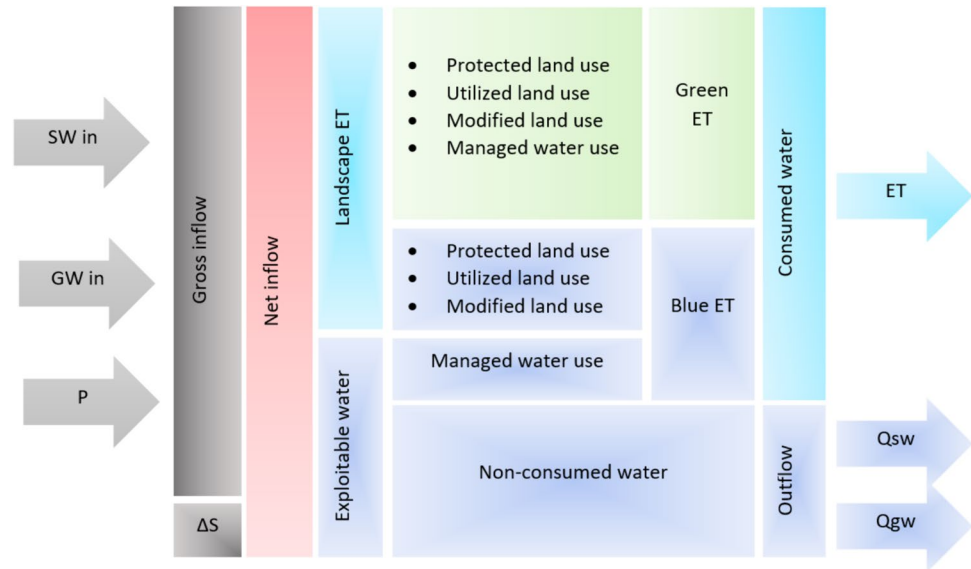 SW in
GW in
P
Gross inflow
ΔS
Net inflow
Landscape ET
Exploitable water
• Protected land use
• Utilized land use
• Modified land use
• Managed water use
Green
ET
• Protected land use
• Utilized land use
• Modified land use
Blue ET
Managed water use
Non-consumed water
Consumed water
Outflow
ET
Qsw
Qgw